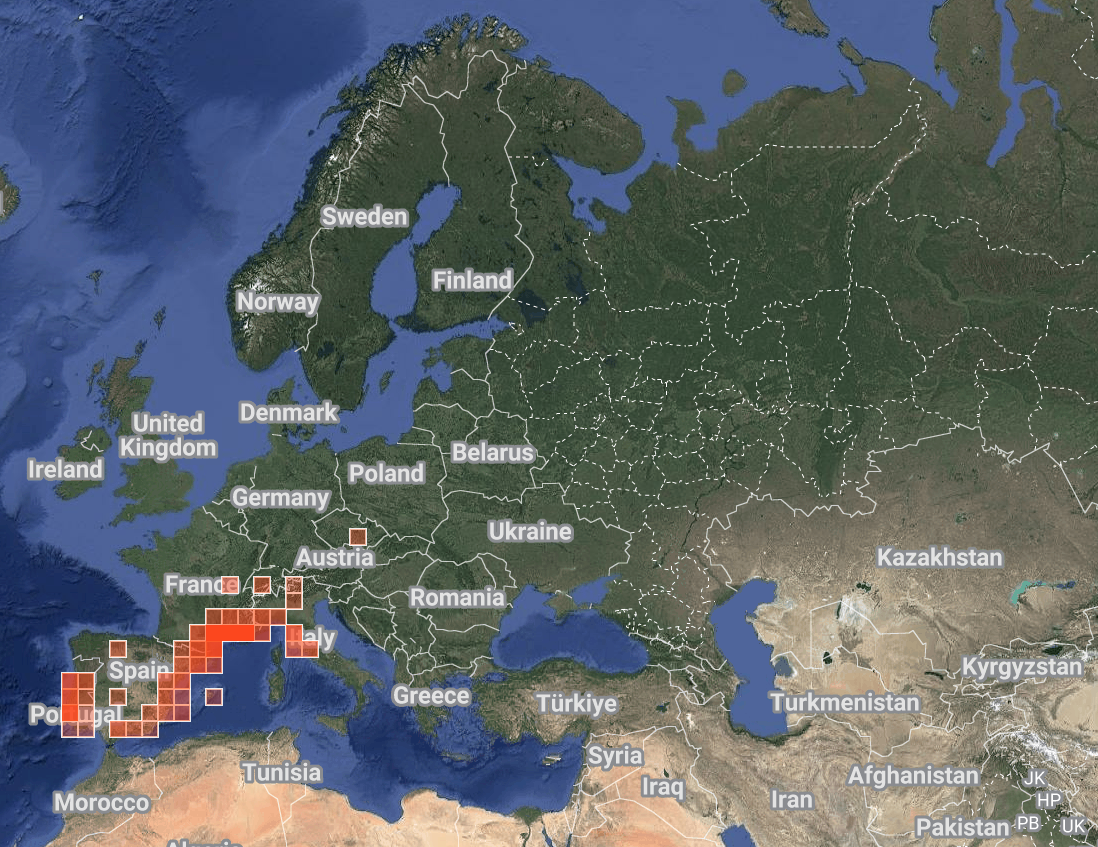 Sweden
Finland
Norway
Denmark
United
Kingdom
Ireland
Belarus
Poland
Germany
Ukraine
Austria
Kazakhstan
France
Romania
Italy
Spain
Kyrgyzstan
Greece
Türkiye
Turkmenistan
Portugal
Syria
Tunisia
Afghanistan
JK
Iraq
Iran
HP
Morocco
Pakistan
PB
UK